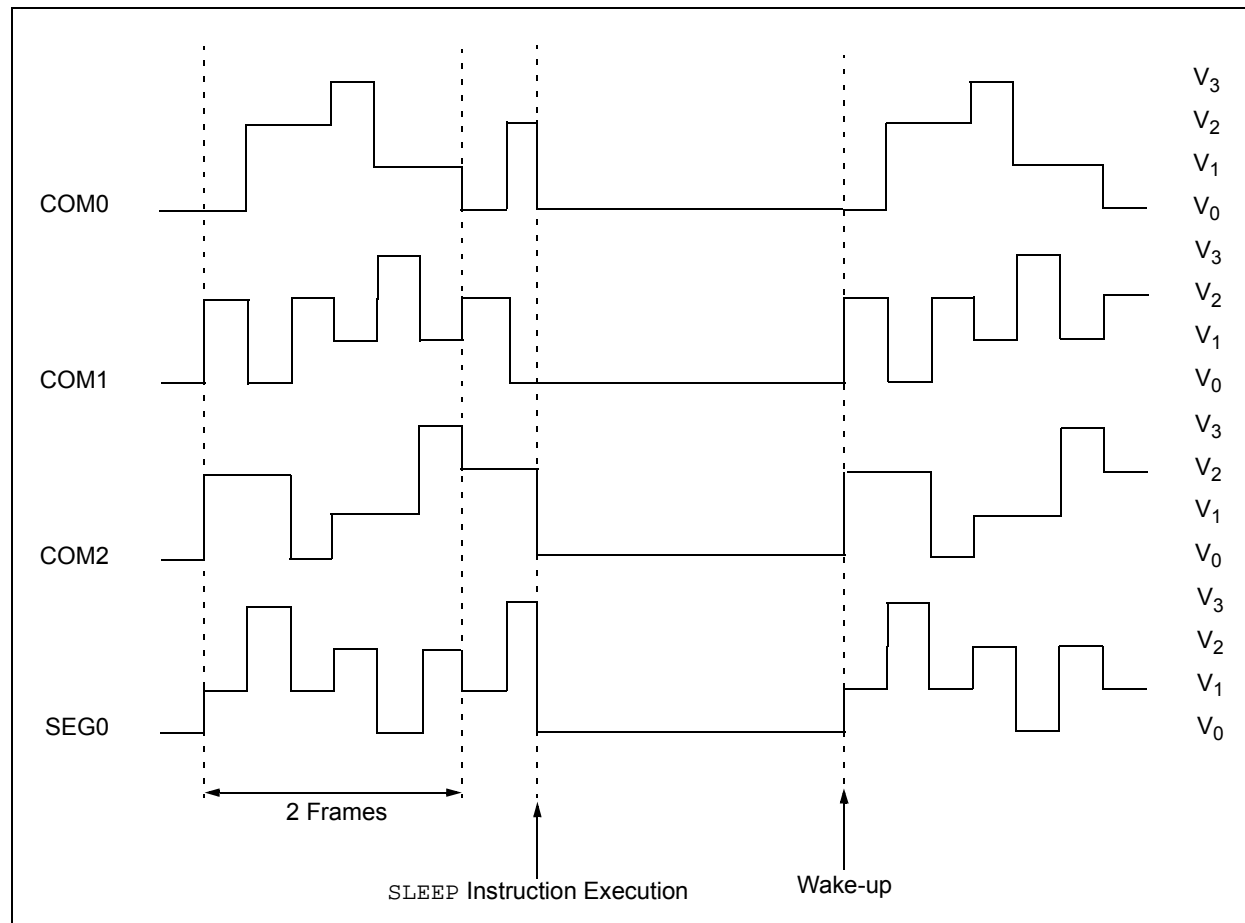 V3
V2
V1
COM0
V0
V3
V2
V1
COM1
V0
V3
V2
V1
COM2
V0
V3
V2
V1
SEG0
V0
2 Frames
SLEEP Instruction Execution
Wake-up